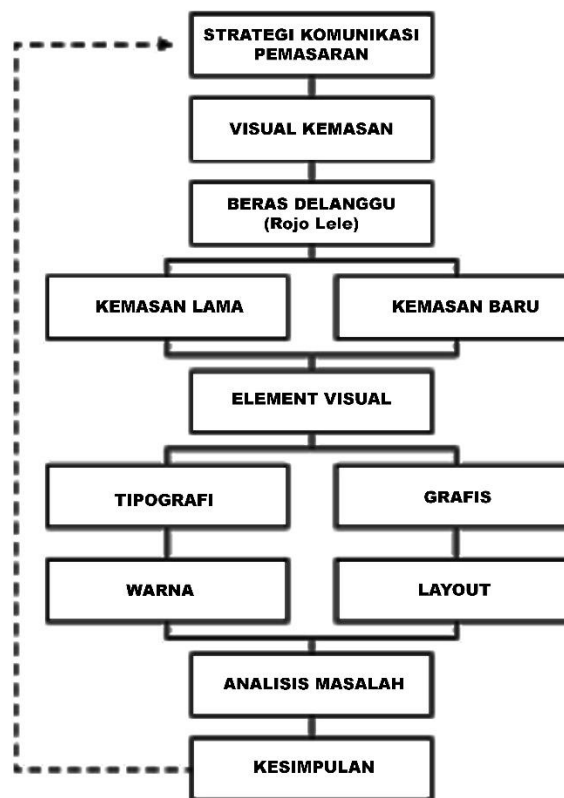 STRATEGI KOMUNIKASI
PEMASARAN
VISUAL KEMASAN
BERAS DELANGGU
(Rojo Lele)
KEMASAN LAMA
KEMASAN BARU
ELEMENT VISUAL
TIPOGRAFI
GRAFIS
WARNA
LAYOUT
ANALISIS MASALAH
KESIMPULAN